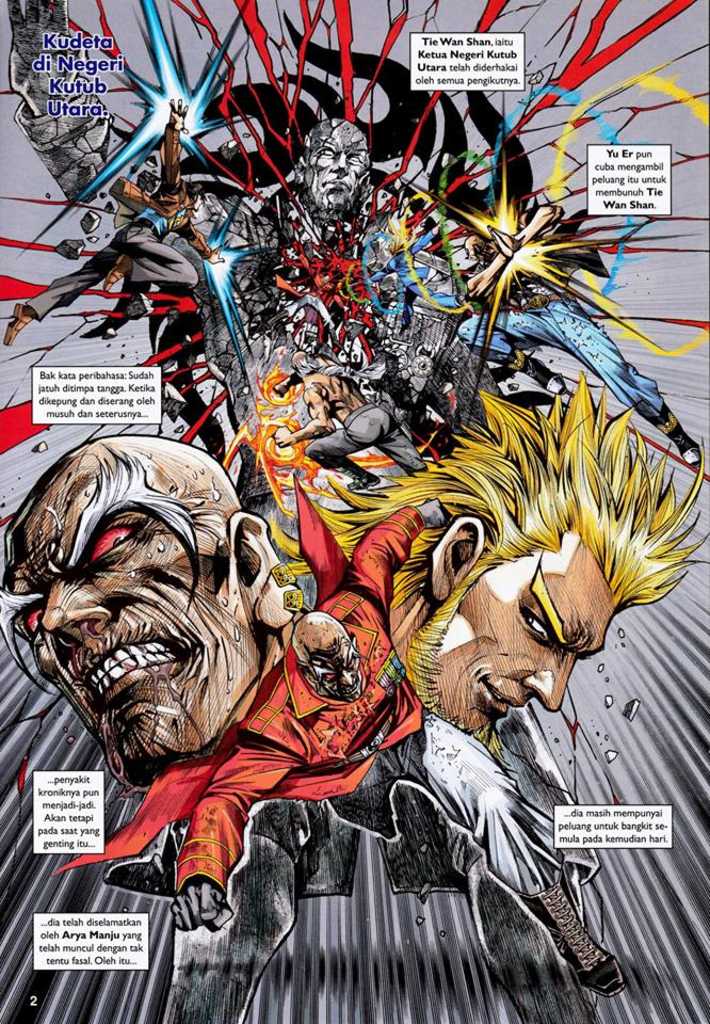 Kudeta
di Negeri
Kutub
Utara.
Tie Wan Shan, iaitu
Ketua Negeri Kutub
Utara telah diderhakai
oleh semua pengikutnya.
Yu Er pun
cuba mengambil
peluang itu untuk
membunuh Tie
Wan Shan.
Bak kata peribahasa: Sudah
jatuh ditimpa tangga. Ketika
dikepung dan diserang oleh
musuh dan seterusnya...
...penyakit
kroniknya pun
menjadi-jadi.
Akan tetapi
pada saat yang
genting itu...
...dia telah diselamatkan
oleh Arya Manju yang
telah muncul dengan tak
tentu fasal. Oleh itu...
dia masih mempunyai
peluang untuk bangkit se-
mula pada kemudian hari.
2